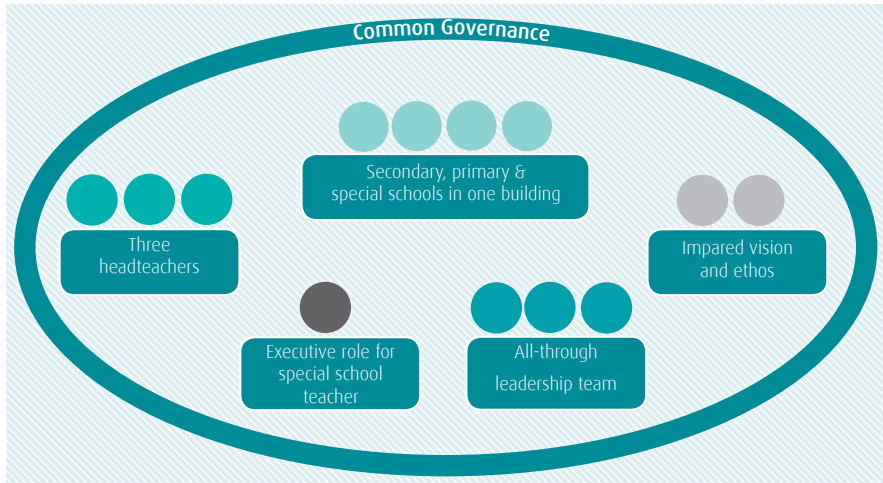 Common Governance
Secondary, primary &
special schools in one building
Three
headteachers
Impared vision
and ethos
Executive role for
special school
teacher
All-through
leadership team